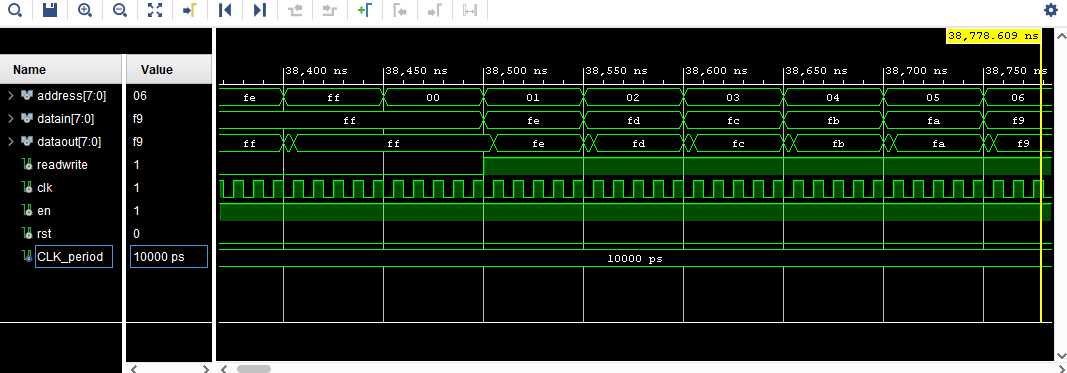 38,778.609 ns
Name Value
38,400 ns 38,450 ns 38,500 ns 38,550 ns 38,600 ns 38,650 ns 38,700 ns 38,750 ns
address[7:0] 06 fe ff 00 01 02 03 04 05 06
datain[7:0] f9 ff fe fd fc fb fa f9
dataout[7:0] f9 ff ff fe fd fc fb fa f9
readwrite 1
clk 1
en 1
rst 0
CLK_period 10000 ps 10000 ps